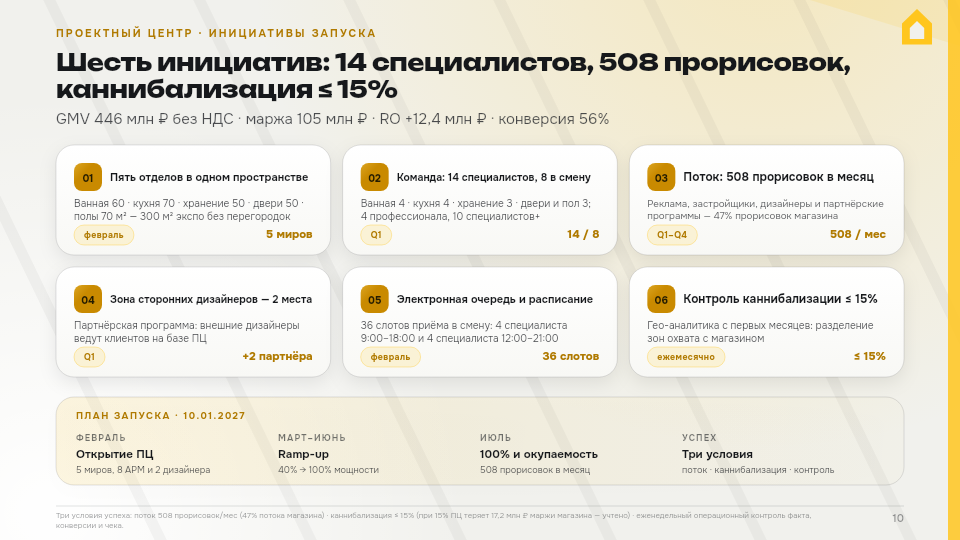 ПРОЕКТНЫЙ ЦЕНТР · ИНИЦИАТИВЫ ЗАПУСКА
Шесть инициатив: 14 специалистов, 508 прорисовок,
каннибализация ≤ 15%
GMV 446 млн ₽ без НДС · маржа 105 млн ₽ · RO +12,4 млн ₽ · конверсия 56%
01 Пять отделов в одном пространстве
Ванная 60 · кухня 70 · хранение 50 · двери 50 ·
полы 70 м² — 300 м² экспо без перегородок
февраль 5 миров
02 Команда: 14 специалистов, 8 в смену
Ванная 4 · кухня 4 · хранение 3 · двери и пол 3;
4 профессионала, 10 специалистов+
Q1 14 / 8
03 Поток: 508 прорисовок в месяц
Реклама, застройщики, дизайнеры и партнёрские
программы — 47% прорисовок магазина
Q1–Q4 508 / мес
04 Зона сторонних дизайнеров — 2 места
Партнёрская программа: внешние дизайнеры
ведут клиентов на базе ПЦ
Q1 +2 партнёра
05 Электронная очередь и расписание
36 слотов приёма в смену: 4 специалиста
9:00–18:00 и 4 специалиста 12:00–21:00
февраль 36 слотов
06 Контроль каннибализации ≤ 15%
Гео-аналитика с первых месяцев: разделение
зон охвата с магазином
ежемесячно ≤ 15%
ПЛАН ЗАПУСКА · 10.01.2027
ФЕВРАЛЬ
Открытие ПЦ
5 миров, 8 АРМ и 2 дизайнера
МАРТ–ИЮНЬ
Ramp-up
40% → 100% мощности
ИЮЛЬ
100% и окупаемость
508 прорисовок в месяц
УСПЕХ
Три условия
поток · каннибализация · контроль
Три условия успеха: поток 508 прорисовок/мес (47% потока магазина) · каннибализация ≤ 15% (при 15% ПЦ теряет 17,2 млн ₽ маржи магазина — учтено) · еженедельный операционный контроль факта,
конверсии и чека.
10